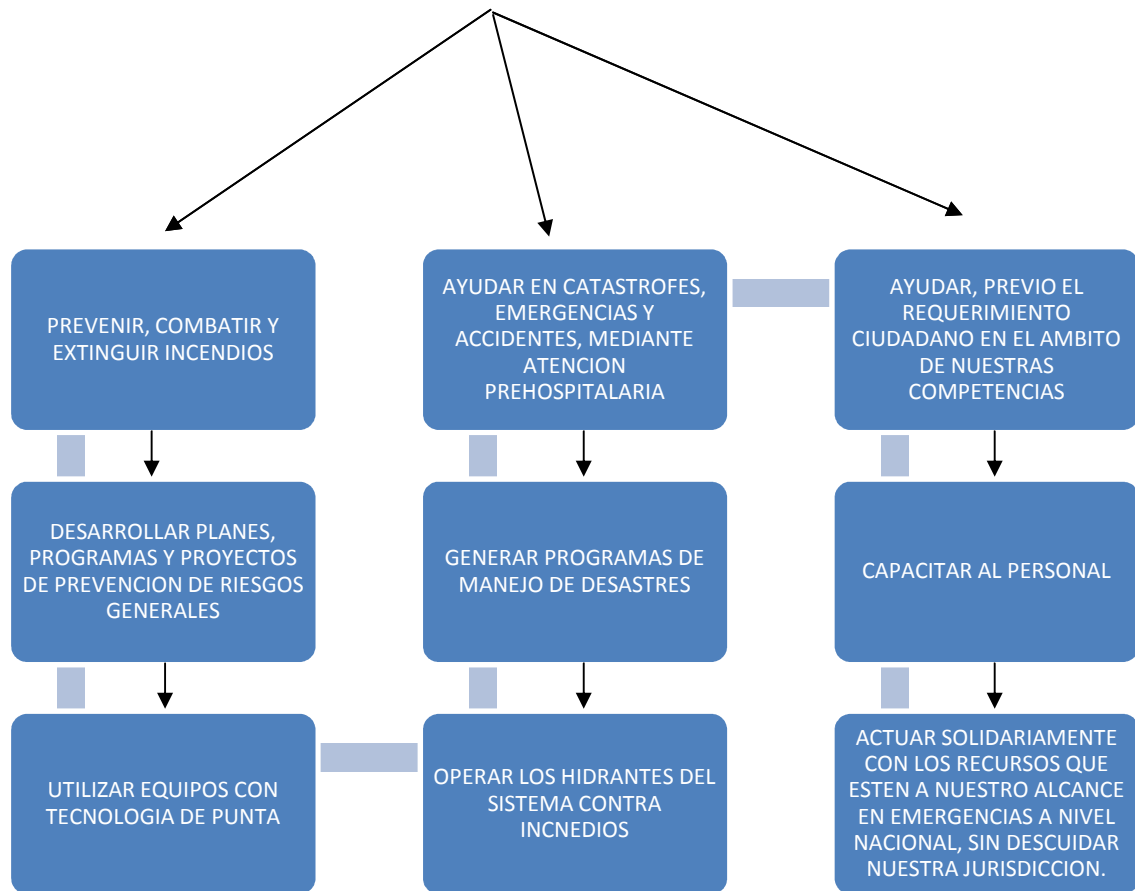 PREVENIR, COMBATIR Y
EXTINGUIR INCENDIOS
AYUDAR EN CATASTROFES,
EMERGENCIAS Y
ACCIDENTES, MEDIANTE
ATENCION
PREHOSPITALARIA
AYUDAR, PREVIO EL
REQUERIMIENTO
CIUDADANO EN EL AMBITO
DE NUESTRAS
COMPETENCIAS
DESARROLLAR PLANES,
PROGRAMAS Y PROYECTOS
DE PREVENCION DE RIESGOS
GENERALES
GENERAR PROGRAMAS DE
MANEJO DE DESASTRES
CAPACITAR AL PERSONAL
UTILIZAR EQUIPOS CON
TECNOLOGIA DE PUNTA
OPERAR LOS HIDRANTES DEL
SISTEMA CONTRA
INCNEDIOS
ACTUAR SOLIDARIAMENTE
CON LOS RECURSOS QUE
ESTEN A NUESTRO ALCANCE
EN EMERGENCIAS A NIVEL
NACIONAL, SIN DESCUIDAR
NUESTRA JURISDICCION.